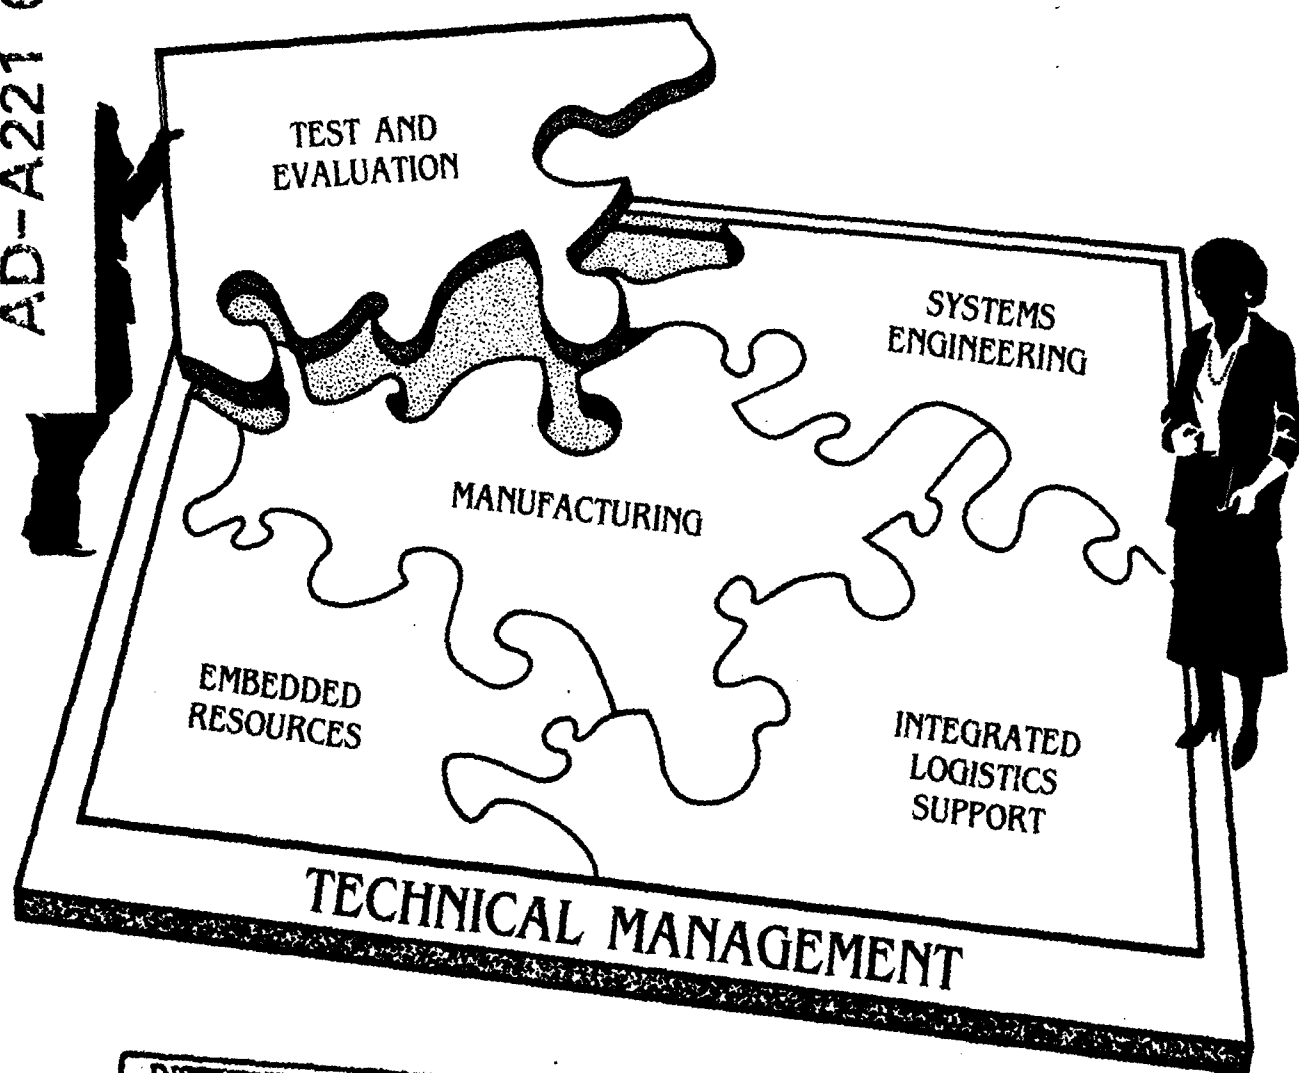 AD-A221
TEST AND
EVALUATION
SYSTEMS
ENGINEERING
MANUFACTURING
EMBEDDED
RESOURCES
INTEGRATED
LOGISTICS
SUPPORT
TECHNICAL MANAGEMENT